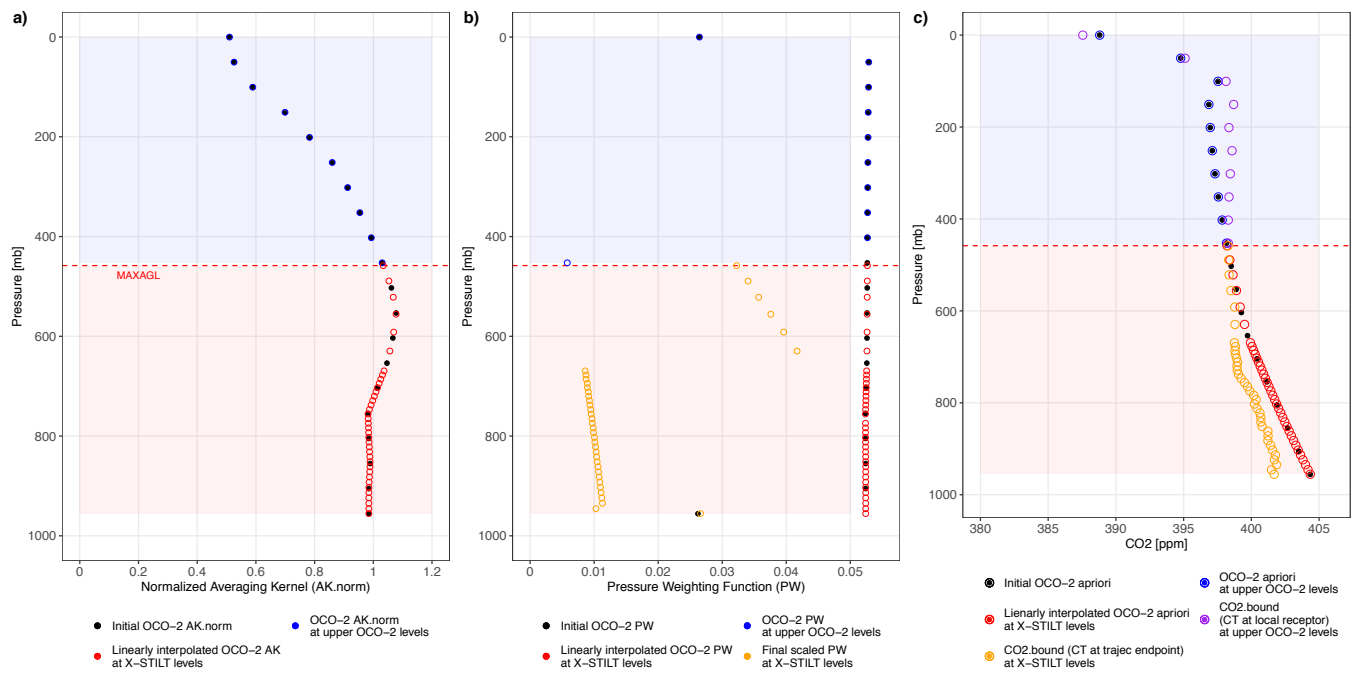 a)
0
200
400
600
800
1000
Pressure [mb]
MAXAGL
0
0.2
0.4
0.6
0.8
1
1.2
Normalized Averaging Kernel (AK.norm)
Initial OCO−2 AK.norm
Linearly interpolated OCO−2 AK
at X−STILT levels
OCO−2 AK.norm
at upper OCO−2 levels
b)
0
200
400
600
800
1000
Pressure [mb]
0
0.01
0.02
0.03
0.04
0.05
Pressure Weighting Function (PW)
Initial OCO−2 PW
Linearly interpolated OCO−2 PW
at X−STILT levels
OCO−2 PW
at upper OCO−2 levels
Final scaled PW
at X−STILT levels
c)
0
200
400
600
800
1000
Pressure [mb]
380
385
390
395
400
405
CO2 [ppm]
Initial OCO−2 apriori
Lienarly interpolated OCO−2 apriori
at X−STILT levels
CO2.bound (CT at trajec endpoint)
at X−STILT levels
OCO−2 apriori
at upper OCO−2 levels
CO2.bound
(CT at local receptor)
at upper OCO−2 levels